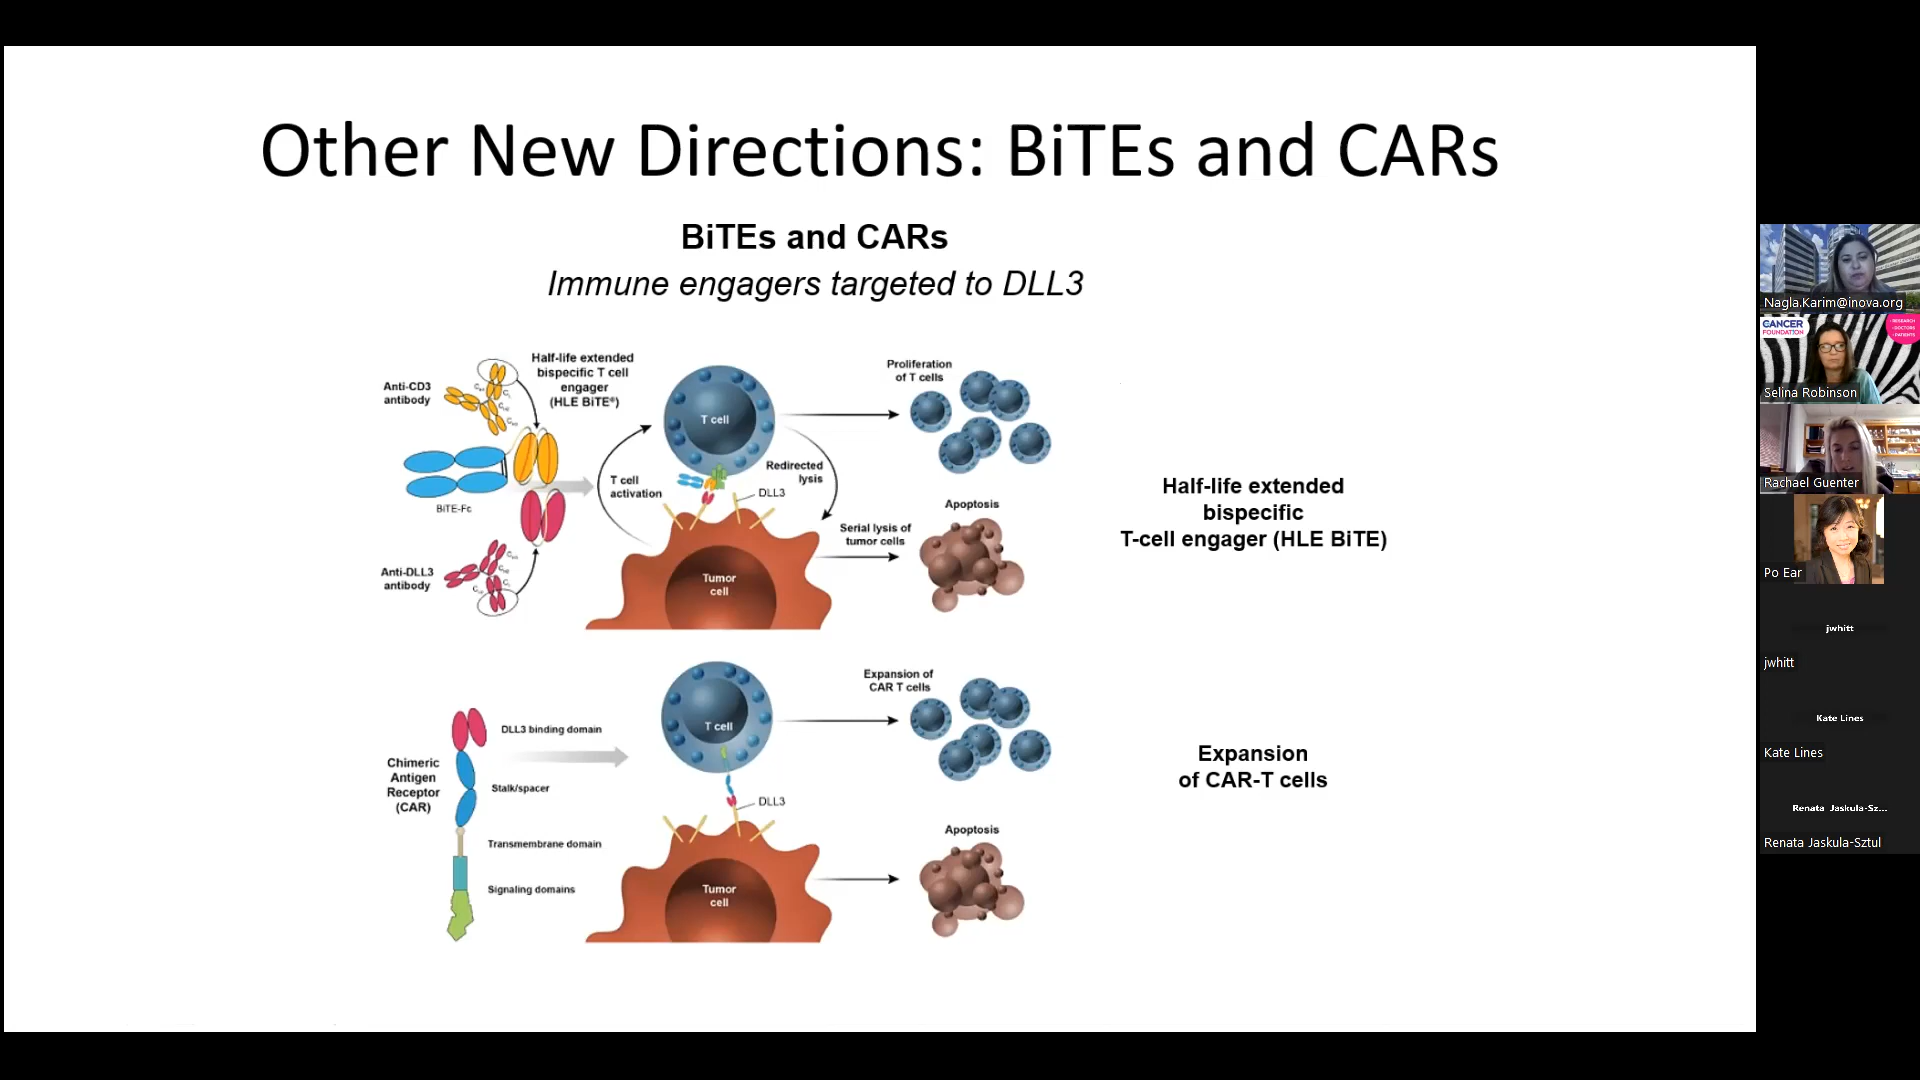 Other New Directions: BiTEs and CARs
BiTEs and CARs
Immune engagers targeted to DLL3
Anti-CD3
antibody
Half-life extended
bispecific T cell
engager
(HLE BiTE®)
BiTE-Fc
Anti-DLL3
antibody
T cell
activation
T cell
Redirected
lysis
DLL3
Tumor
cell
Proliferation
of T cells
Apoptosis
Serial lysis of
tumor cells
Half-life extended
bispecific
T-cell engager (HLE BiTE)
Chimeric
Antigen
Receptor
(CAR)
DLL3 binding domain
Stalk/spacer
Transmembrane domain
Signaling domains
T cell
DLL3
Tumor
cell
Expansion of
CAR T cells
Apoptosis
Expansion
of CAR-T cells
Nagla.Karim@inova.org
CANCER
FOUNDATION
RESEARCH
DOCTORS
PATIENTS
Selina Robinson
Rachael Guenter
Po Ear
jwhitt
jwhitt
Kate Lines
Kate Lines
Renata Jaskula-Sz...
Renata Jaskula-Sztul